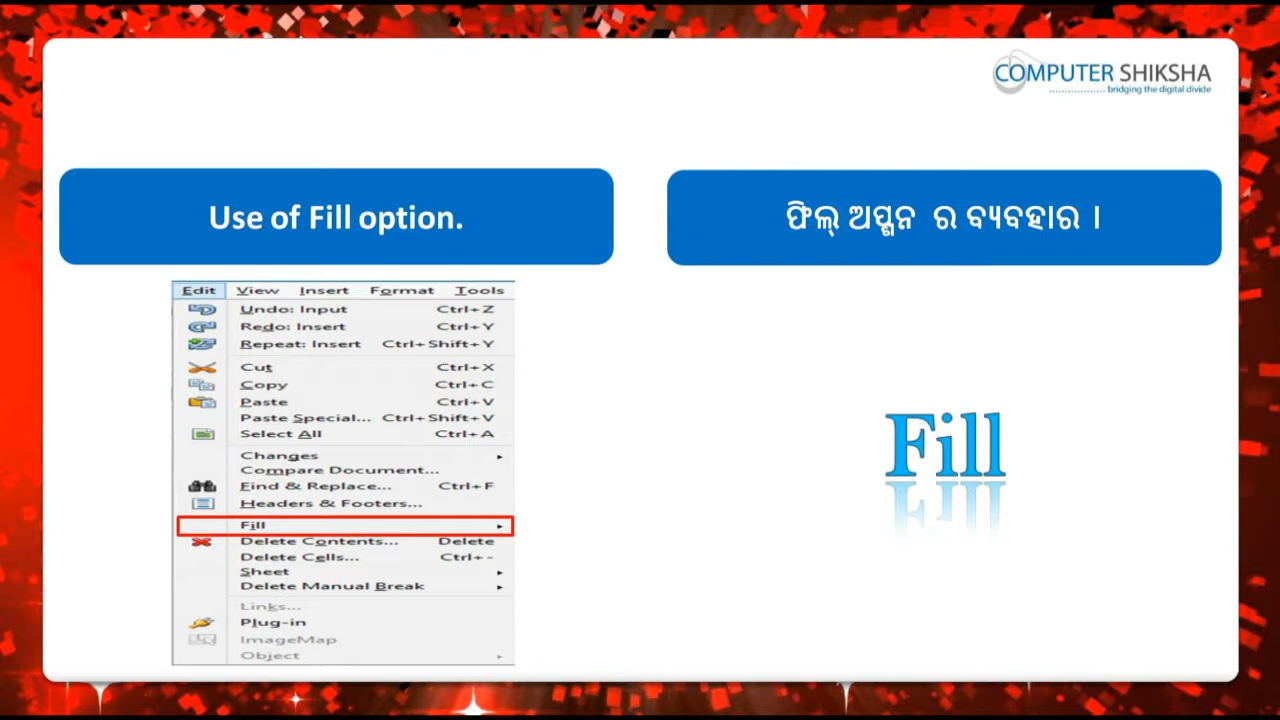 COMPUTER SHIKSHA
bridging the digital divide
Use of Fill option.
ଫିଲ୍ ଅପ୍ଶନ ର ବ୍ୟବହାର ।
Edit View Insert Format Tools
Undo: Input Ctrl+Z
Redo: Insert Ctrl+Y
Repeat: Insert Ctrl+Shift+Y
Cut Ctrl+X
Copy Ctrl+C
Paste Ctrl+V
Paste Special... Ctrl+Shift+V
Select All Ctrl+A
Changes
Compare Document...
Find & Replace... Ctrl+F
Headers & Footers...
Fill
Delete Contents... Delete
Delete Cells... Ctrl+-
Sheet
Delete Manual Break
Links...
Plug-in
ImageMap
Object
Fill